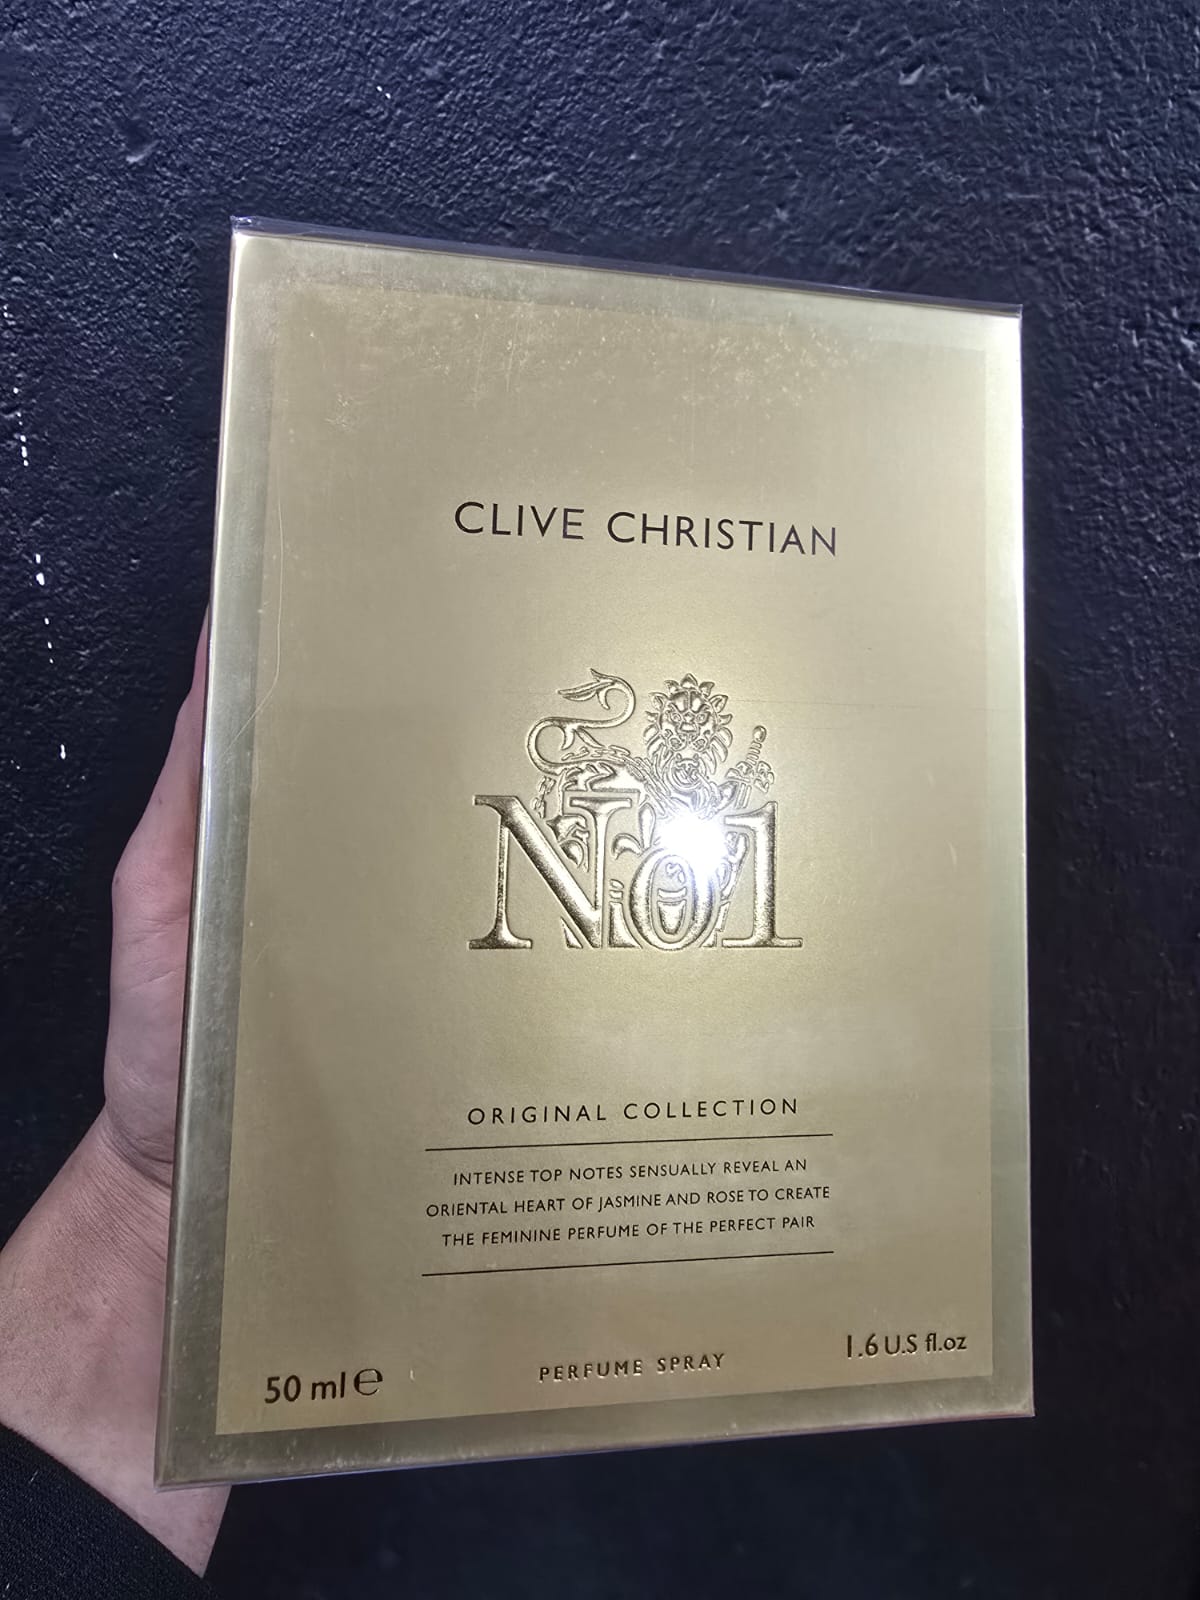 CLIVE CHRISTIAN
No1
ORIGINAL COLLECTION
INTENSE TOP NOTES SENSUALLY REVEAL AN
ORIENTAL HEART OF JASMINE AND ROSE TO CREATE
THE FEMININE PERFUME OF THE PERFECT PAIR
50 ml ℮ PERFUME SPRAY 1.6 U.S fl.oz